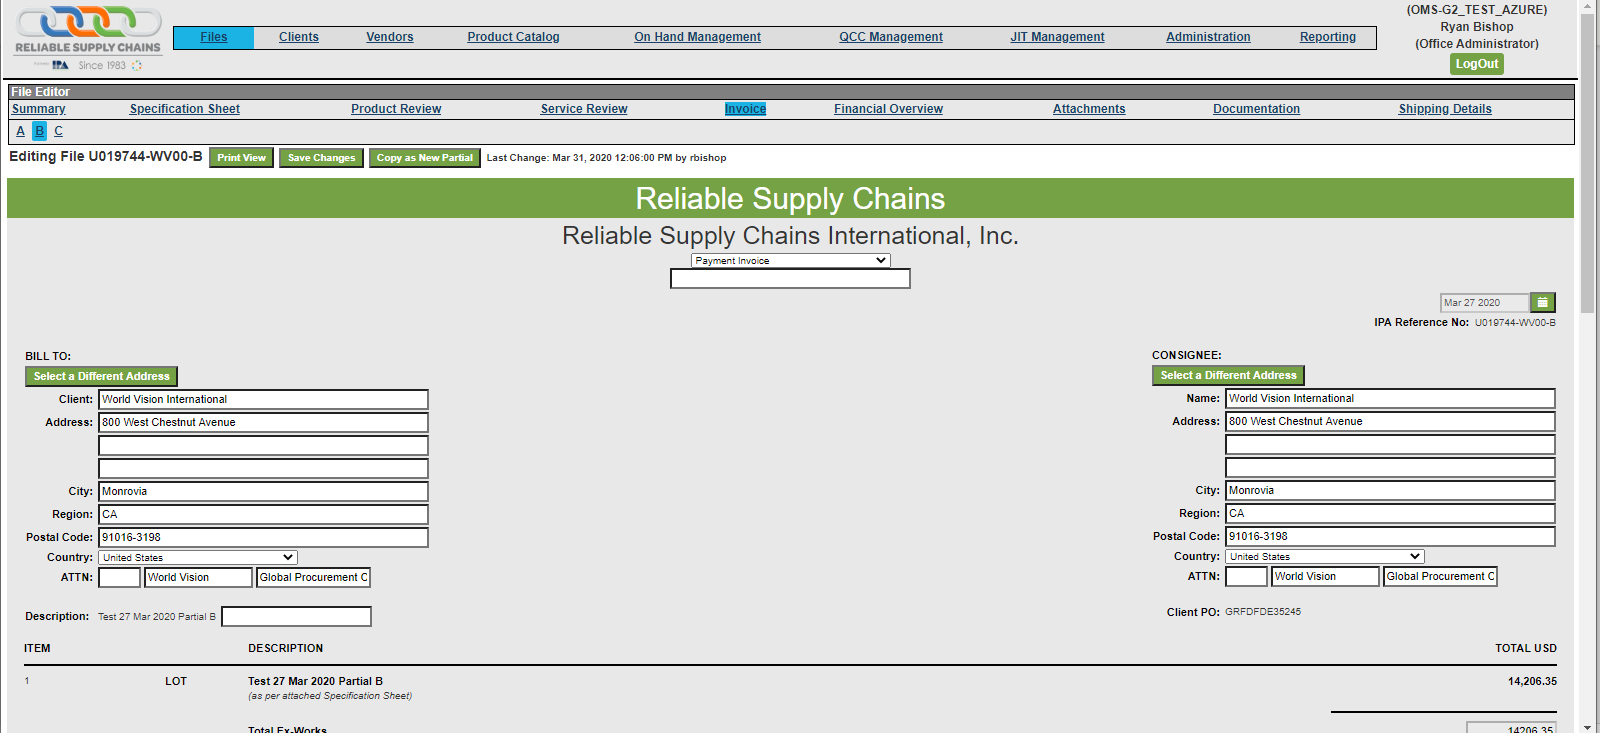 (OMS-G2_TEST_AZURE)
Ryan Bishop
(Office Administrator)
LogOut
RELIABLE SUPPLY CHAINS
IPA Since 1983
Files Clients Vendors Product Catalog On Hand Management QCC Management JIT Management Administration Reporting
File Editor
Summary Specification Sheet Product Review Service Review Invoice Financial Overview Attachments Documentation Shipping Details
A B C
Editing File U019744-WV00-B Print View Save Changes Copy as New Partial Last Change: Mar 31, 2020 12:06:00 PM by rbishop
Reliable Supply Chains
Reliable Supply Chains International, Inc.
Payment Invoice
Mar 27 2020
IPA Reference No: U019744-WV00-B
BILL TO:
Select a Different Address
Client: World Vision International
Address: 800 West Chestnut Avenue
City: Monrovia
Region: CA
Postal Code: 91016-3198
Country: United States
ATTN: World Vision Global Procurement C
Description: Test 27 Mar 2020 Partial B
CONSIGNEE:
Select a Different Address
Name: World Vision International
Address: 800 West Chestnut Avenue
City: Monrovia
Region: CA
Postal Code: 91016-3198
Country: United States
ATTN: World Vision Global Procurement C
Client PO: GRFDFDE35245
ITEM DESCRIPTION TOTAL USD
1 LOT Test 27 Mar 2020 Partial B 14,206.35
(as per attached Specification Sheet)
Total Ex-Works 14206.35